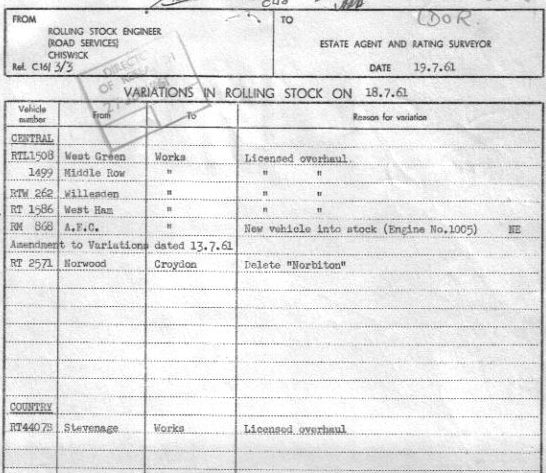 LDOR.
FROM
ROLLING STOCK ENGINEER
(ROAD SERVICES)
CHISWICK
Ref. C.16/ 3/3
TO
ESTATE AGENT AND RATING SURVEYOR
DATE 19.7.61
VARIATIONS IN ROLLING STOCK ON 18.7.61
Vehicle number From To Reason for variation
CENTRAL
RTL1508 West Green Works Licensed overhaul.
1499 Middle Row " " "
RTW 262 Willesden " " "
RT 1586 West Ham " " "
RM 868 A.E.C. " New vehicle into stock (Engine No.1005) NE
Amendment to Variations dated 13.7.61
RT 2571 Norwood Croydon Delete "Norbiton"
COUNTRY
RT4407S Stevenage Works Licensed overhaul